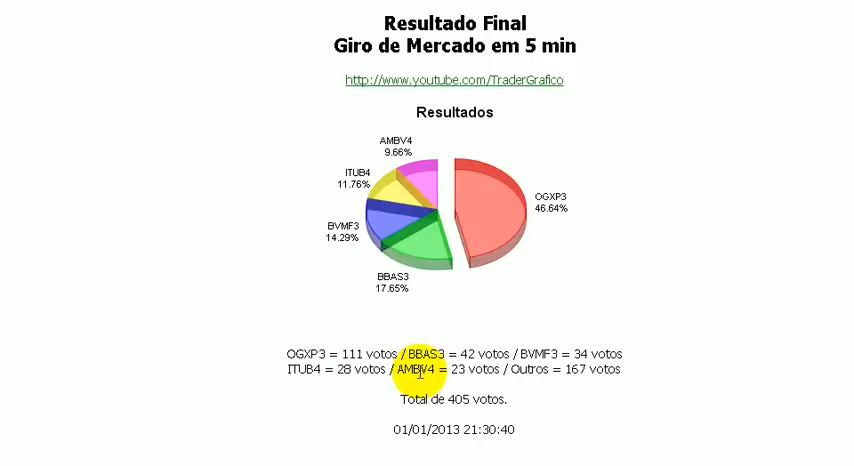 Resultado Final
Giro de Mercado em 5 min
http://www.youtube.com/TraderGrafico
Resultados
AMBV4
9.66%
ITUB4
11.76%
OGXP3
46.64%
BVMF3
14.29%
BBAS3
17.65%
OGXP3 = 111 votos / BBAS3 = 42 votos / BVMF3 = 34 votos
ITUB4 = 28 votos / AMBV4 = 23 votos / Outros = 167 votos
Total de 405 votos.
01/01/2013 21:30:40